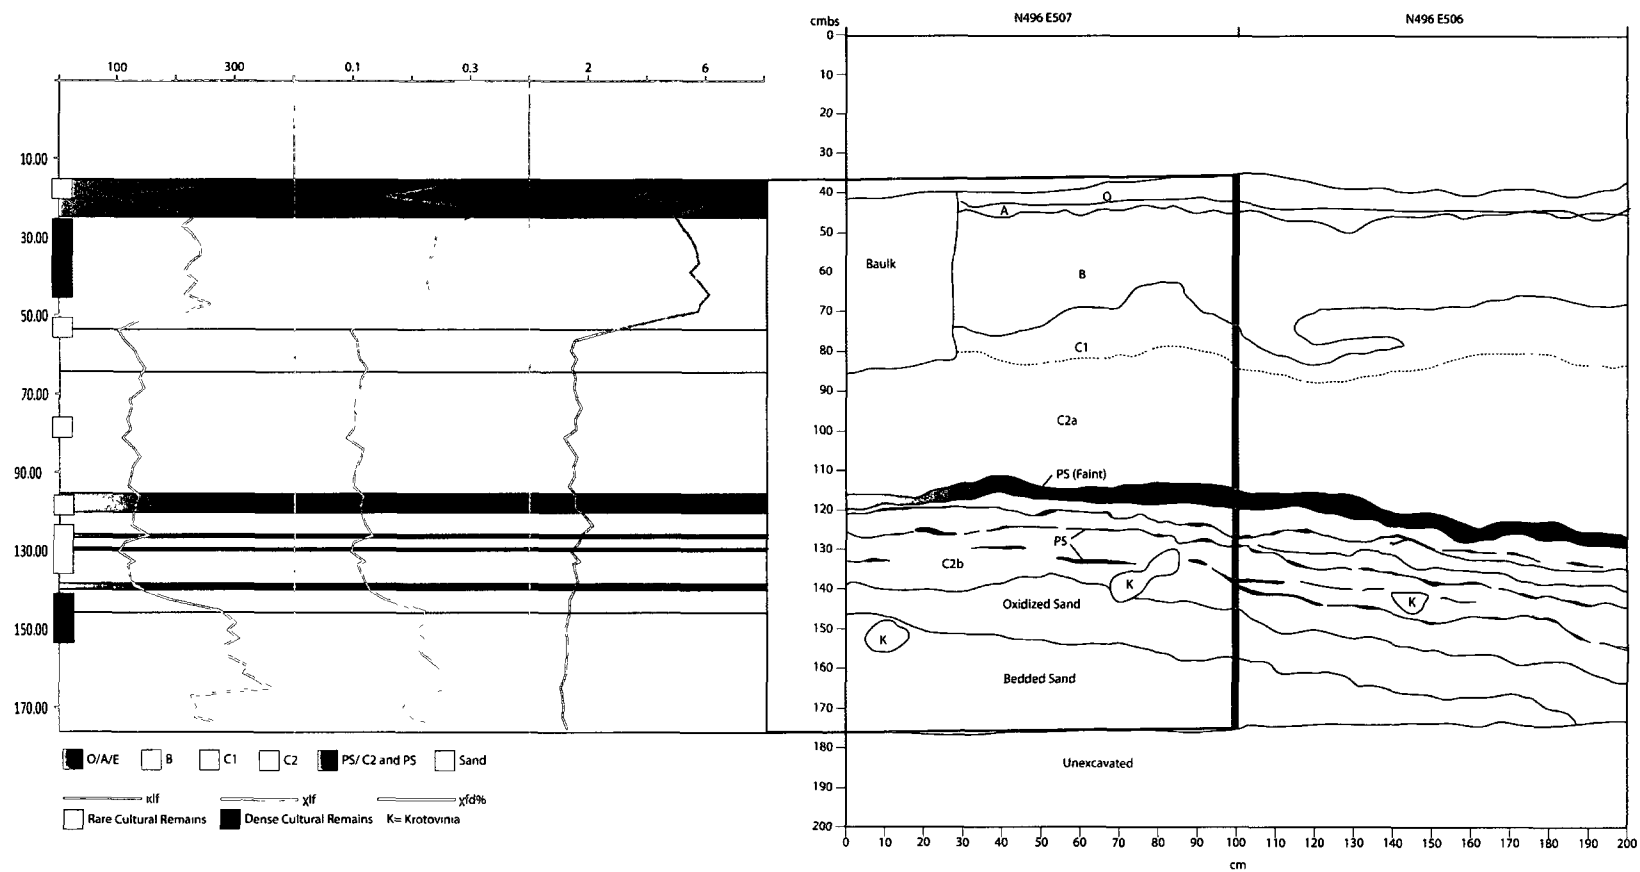 100 300 0.1 0.3 2 6
10.00
30.00
50.00
70.00
90.00
130.00
150.00
170.00
O/A/E B C1 C2 PS/ C2 and PS Sand
κlf χlf χfd%
Rare Cultural Remains Dense Cultural Remains K= Krotovinia
cmbs N496 E507 N496 E506
0
10
20
30
40
50
60
70
80
90
100
110
120
130
140
150
160
170
180
190
200
O
A
Baulk
B
C1
C2a
PS (Faint)
PS
C2b
K
Oxidized Sand
K
K
Bedded Sand
Unexcavated
0 10 20 30 40 50 60 70 80 90 100 110 120 130 140 150 160 170 180 190 200
cm